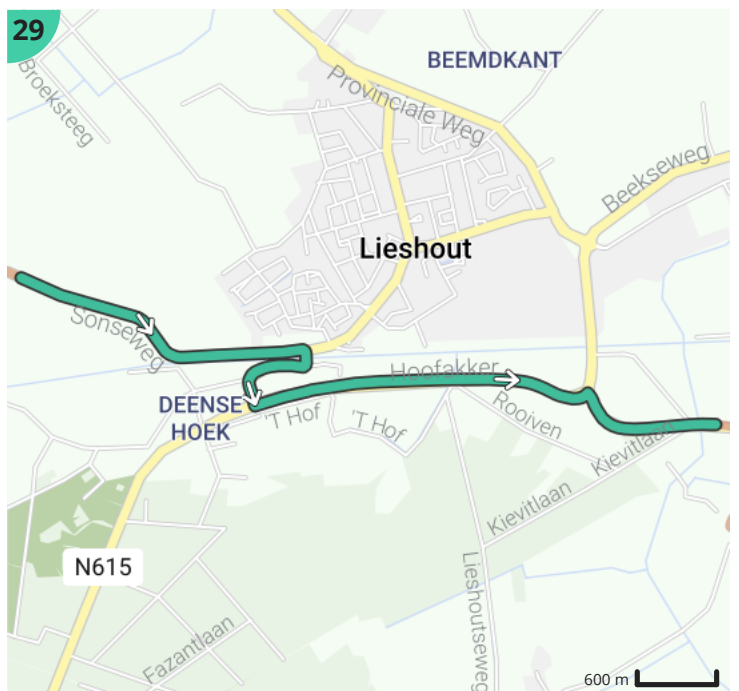 29
BEEMDKANT
Broeksteeg
Provinciale Weg
Beekseweg
Lieshout
Sonseweg
Hoofakker
DEENSE
HOEK
'T Hof
'T Hof
Rooiven
Kievitlaan
Kievitlaan
N615
Lieshoutseweg
Fazantlaan
600 m